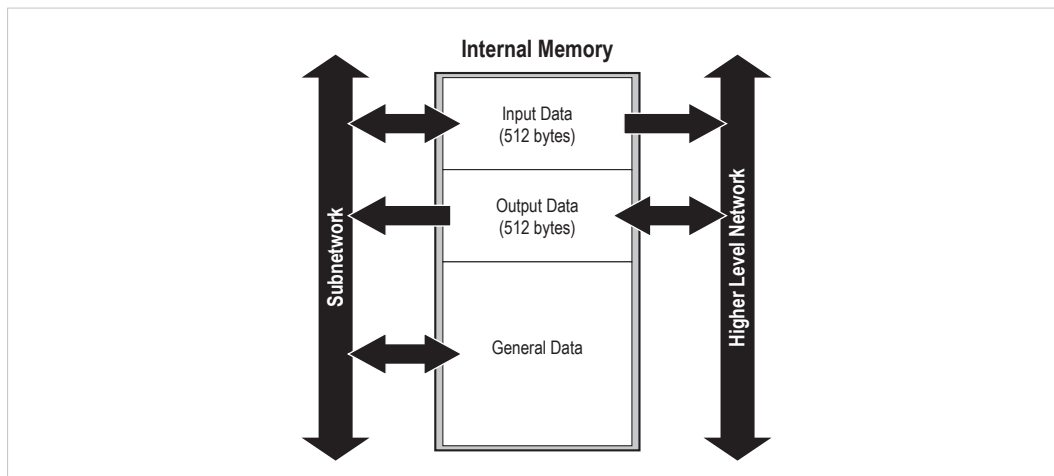 Internal Memory
Input Data
(512 bytes)
Output Data
(512 bytes)
General Data
Subnetwork
Higher Level Network